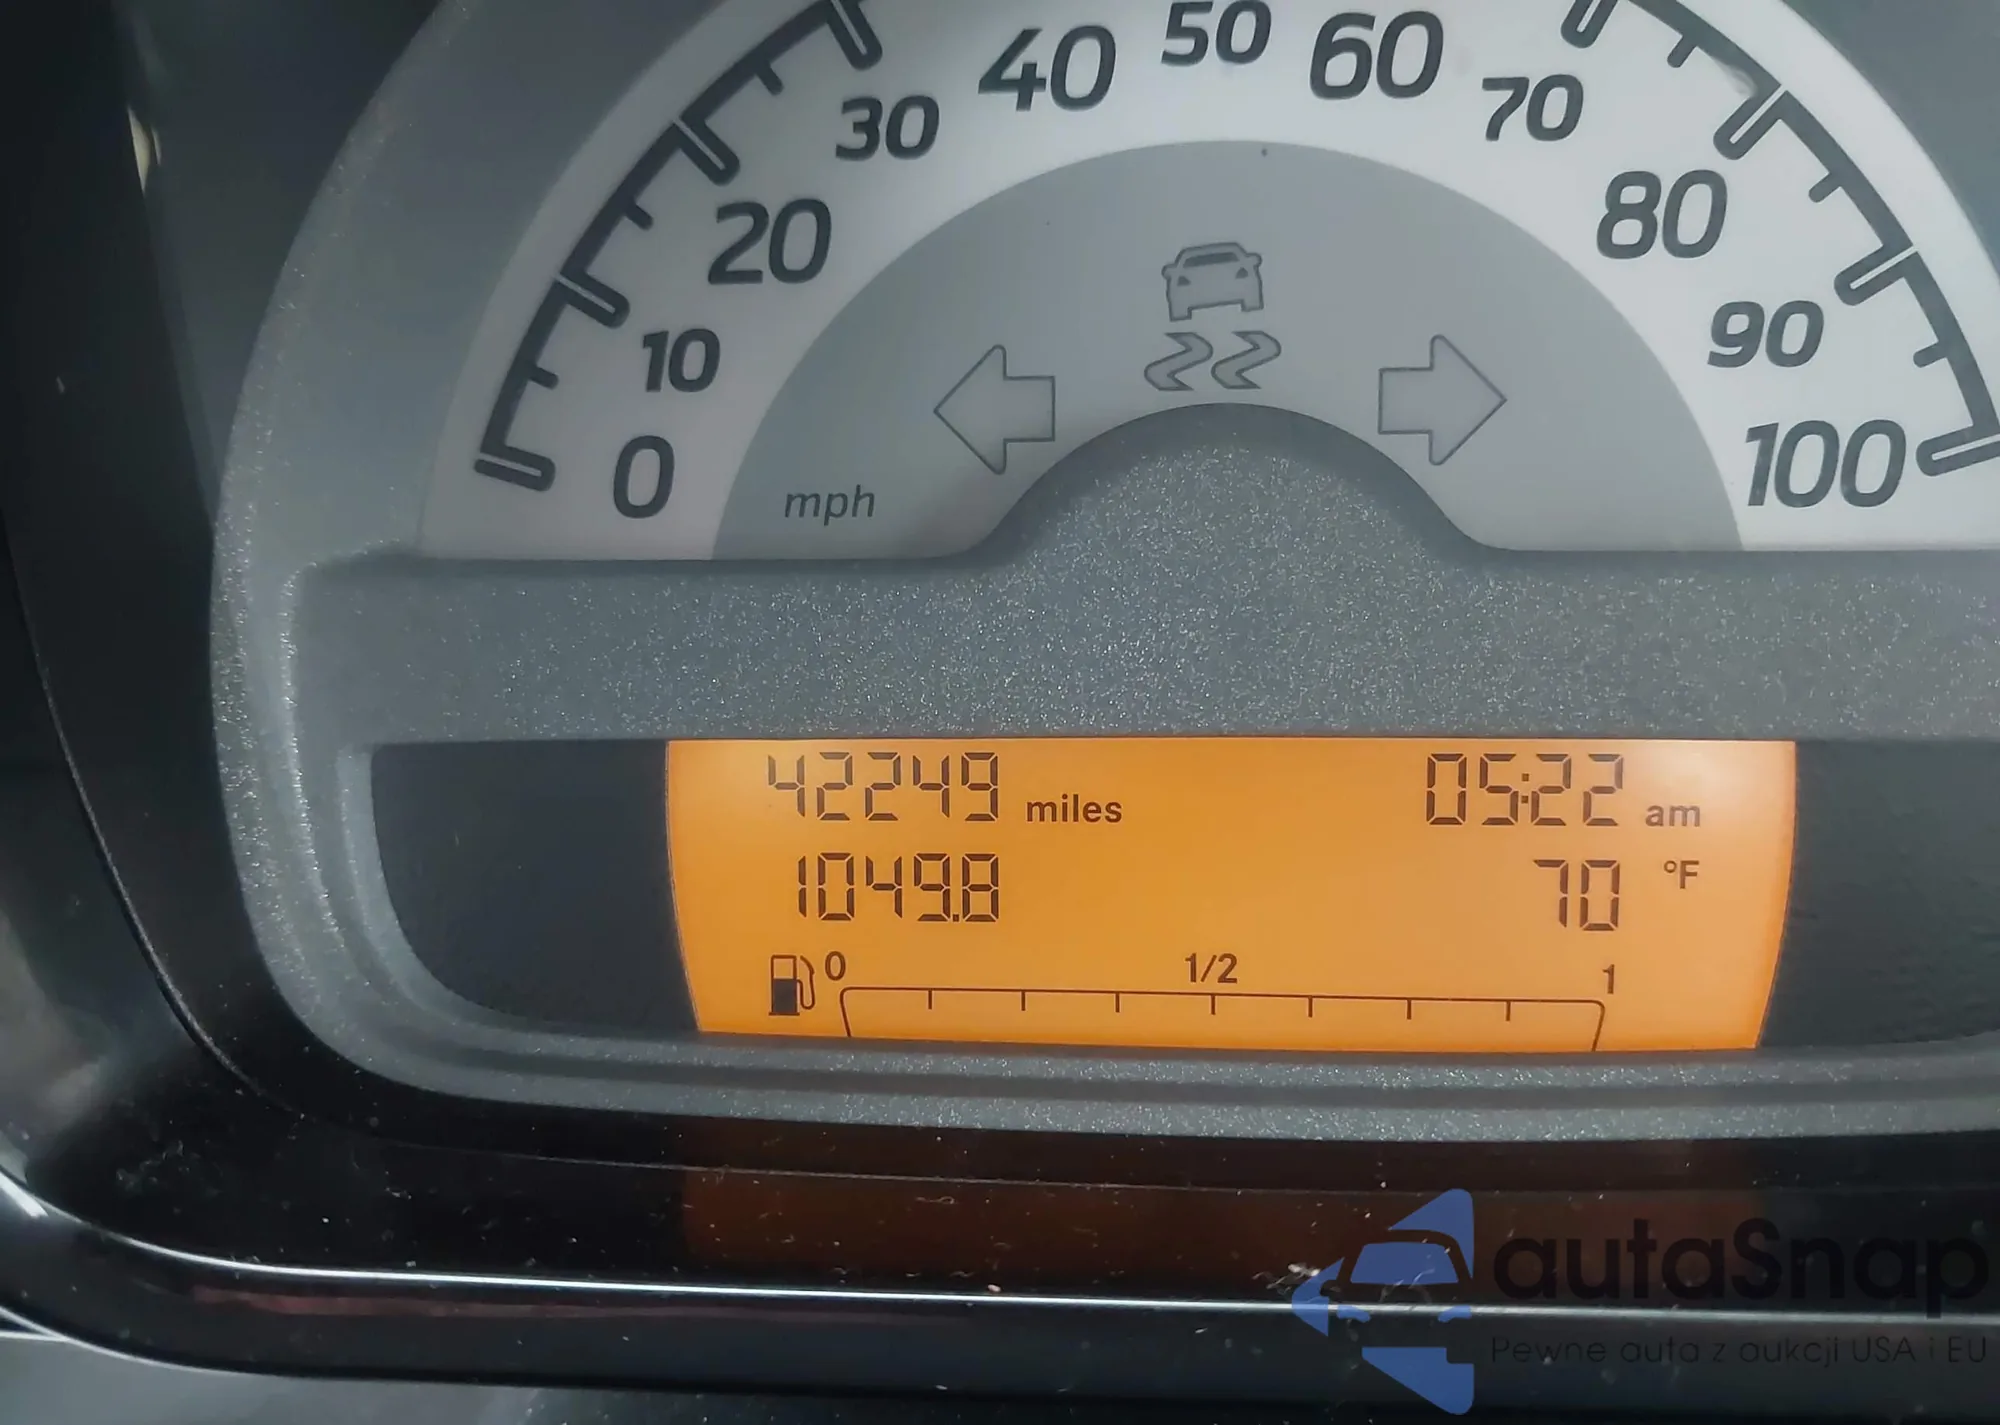 0
10
20
30
40
50
60
70
80
90
100
mph
42249 miles
05:22 am
1049.8
70 °F
0 1/2 1
autaSnap
Pewne auta z aukcji USA i EU